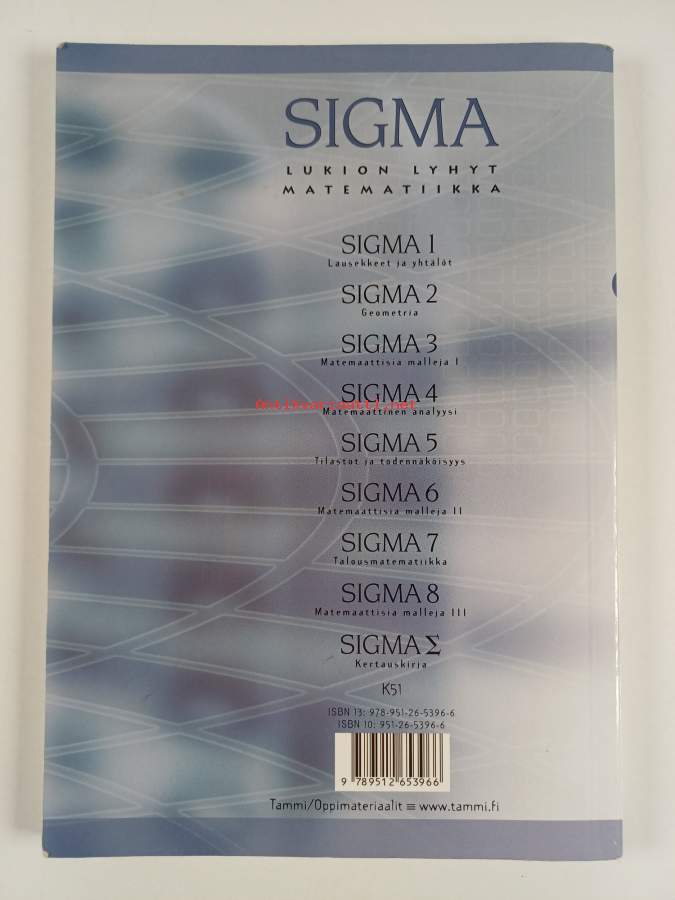 SIGMA
LUKION LYHYT
MATEMATIIKKA
SIGMA 1
Lausekkeet ja yhtälöt
SIGMA 2
Geometria
SIGMA 3
Matemaattisia malleja I
SIGMA 4
Antikvariaatti.net
Matemaattinen analyysi
SIGMA 5
Tilastot ja todennäköisyys
SIGMA 6
Matemaattisia malleja II
SIGMA 7
Talousmatematiikka
SIGMA 8
Matemaattisia malleja III
SIGMA Σ
Kertauskirja
K51
ISBN 13: 978-951-26-5396-6
ISBN 10: 951-26-5396-6
9 789512 653966
Tammi/Oppimateriaalit ≡ www.tammi.fi